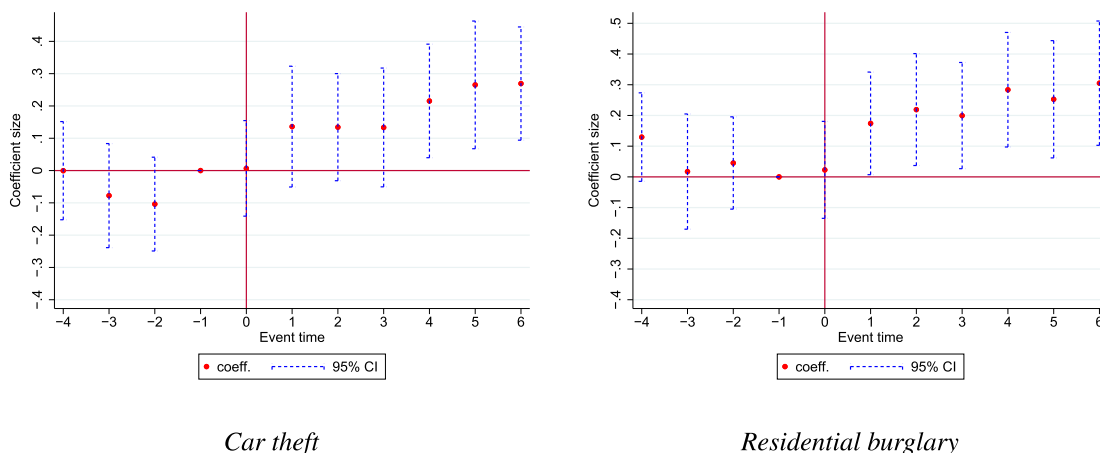 Coefficient size
.4
.3
.2
.1
0
−.1
−.2
−.3
−.4
−4 −3 −2 −1 0 1 2 3 4 5 6
Event time
coeff. 95% CI
Car theft
Coefficient size
.5
.4
.3
.2
.1
0
−.1
−.2
−.3
−.4
−4 −3 −2 −1 0 1 2 3 4 5 6
Event time
coeff. 95% CI
Residential burglary